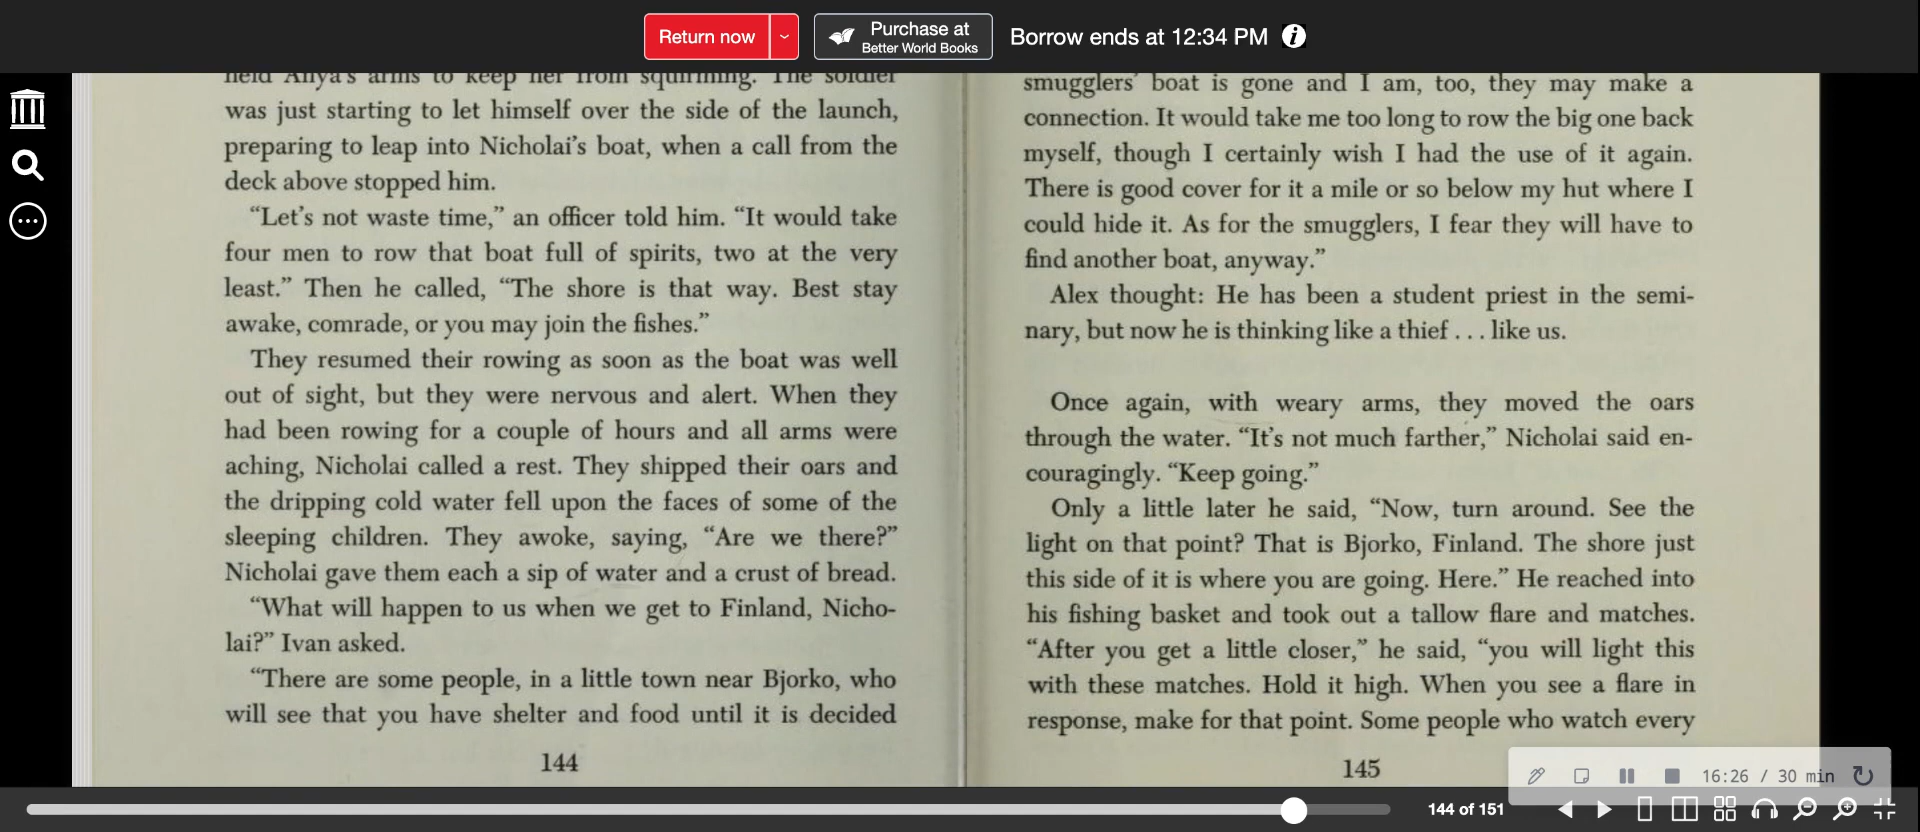 Return now
Purchase at
Better World Books
Borrow ends at 12:34 PM
held Anya's arms to keep her from squirming. The soldier
was just starting to let himself over the side of the launch,
preparing to leap into Nicholai's boat, when a call from the
deck above stopped him.
“Let's not waste time,” an officer told him. “It would take
four men to row that boat full of spirits, two at the very
least.” Then he called, “The shore is that way. Best stay
awake, comrade, or you may join the fishes.”
They resumed their rowing as soon as the boat was well
out of sight, but they were nervous and alert. When they
had been rowing for a couple of hours and all arms were
aching, Nicholai called a rest. They shipped their oars and
the dripping cold water fell upon the faces of some of the
sleeping children. They awoke, saying, “Are we there?”
Nicholai gave them each a sip of water and a crust of bread.
“What will happen to us when we get to Finland, Nicho-
lai?” Ivan asked.
“There are some people, in a little town near Bjorko, who
will see that you have shelter and food until it is decided
144
smugglers' boat is gone and I am, too, they may make a
connection. It would take me too long to row the big one back
myself, though I certainly wish I had the use of it again.
There is good cover for it a mile or so below my hut where I
could hide it. As for the smugglers, I fear they will have to
find another boat, anyway.”
Alex thought: He has been a student priest in the semi-
nary, but now he is thinking like a thief . . . like us.
Once again, with weary arms, they moved the oars
through the water. “It's not much farther,” Nicholai said en-
couragingly. “Keep going.”
Only a little later he said, “Now, turn around. See the
light on that point? That is Bjorko, Finland. The shore just
this side of it is where you are going. Here.” He reached into
his fishing basket and took out a tallow flare and matches.
“After you get a little closer,” he said, “you will light this
with these matches. Hold it high. When you see a flare in
response, make for that point. Some people who watch every
145
16:26 / 30 min
144 of 151